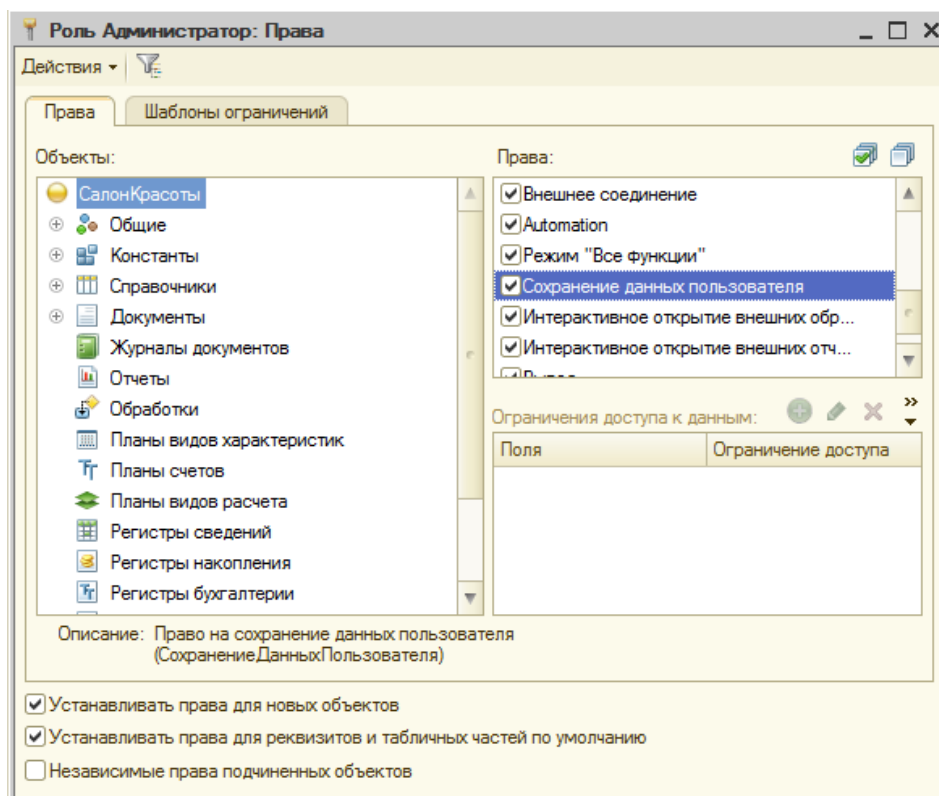 Роль Администратор: Права
Действия
Права
Шаблоны ограничений
Объекты:
СалонКрасоты
Общие
Константы
Справочники
Документы
Журналы документов
Отчеты
Обработки
Планы видов характеристик
Планы счетов
Планы видов расчета
Регистры сведений
Регистры накопления
Регистры бухгалтерии
Права:
Внешнее соединение
Automation
Режим "Все функции"
Сохранение данных пользователя
Интерактивное открытие внешних обр...
Интерактивное открытие внешних отч...
Ограничения доступа к данным:
Поля
Ограничение доступа
Описание: Право на сохранение данных пользователя
(СохранениеДанныхПользователя)
Устанавливать права для новых объектов
Устанавливать права для реквизитов и табличных частей по умолчанию
Независимые права подчиненных объектов